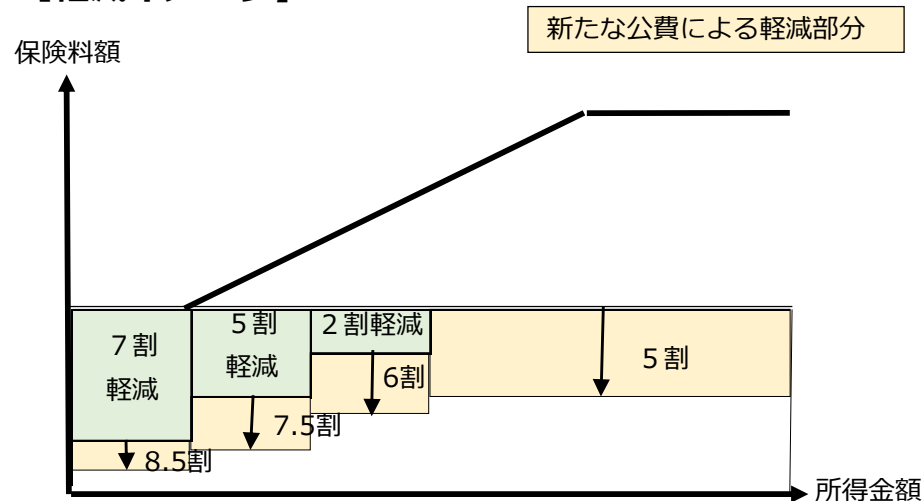 新たな公費による軽減部分
保険料額
7割
軽減
5割
軽減
2割軽減
5割
6割
7.5割
8.5割
所得金額